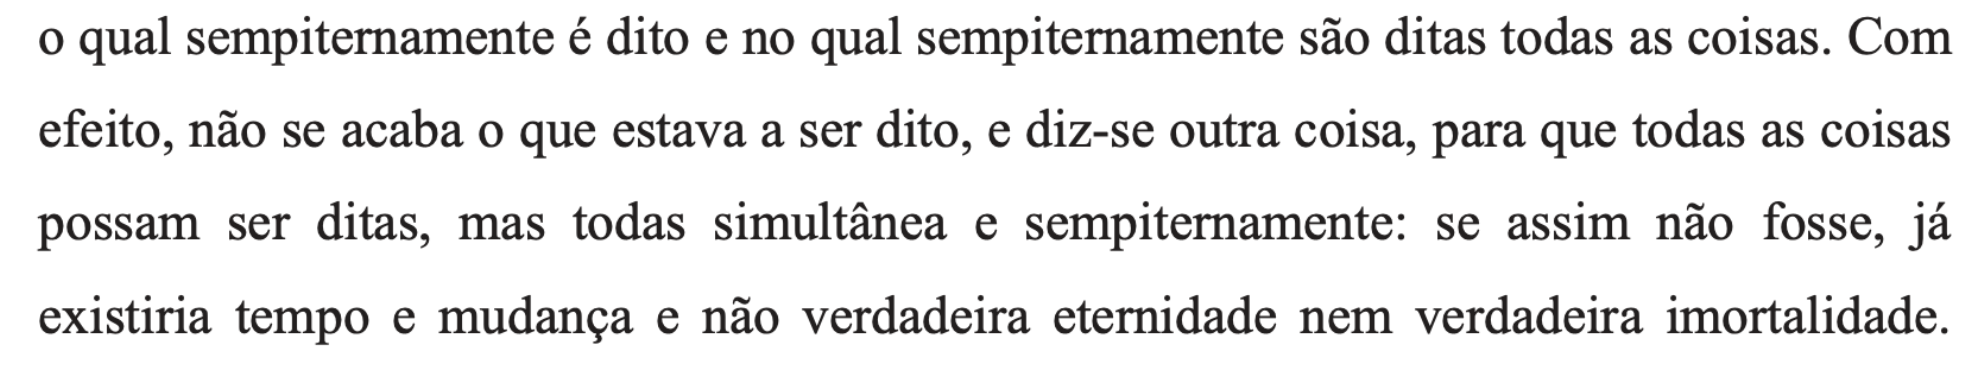 o qual sempiternamente é dito e no qual sempiternamente são ditas todas as coisas. Com
efeito, não se acaba o que estava a ser dito, e diz-se outra coisa, para que todas as coisas
possam ser ditas, mas todas simultânea e sempiternamente: se assim não fosse, já
existiria tempo e mudança e não verdadeira eternidade nem verdadeira imortalidade.